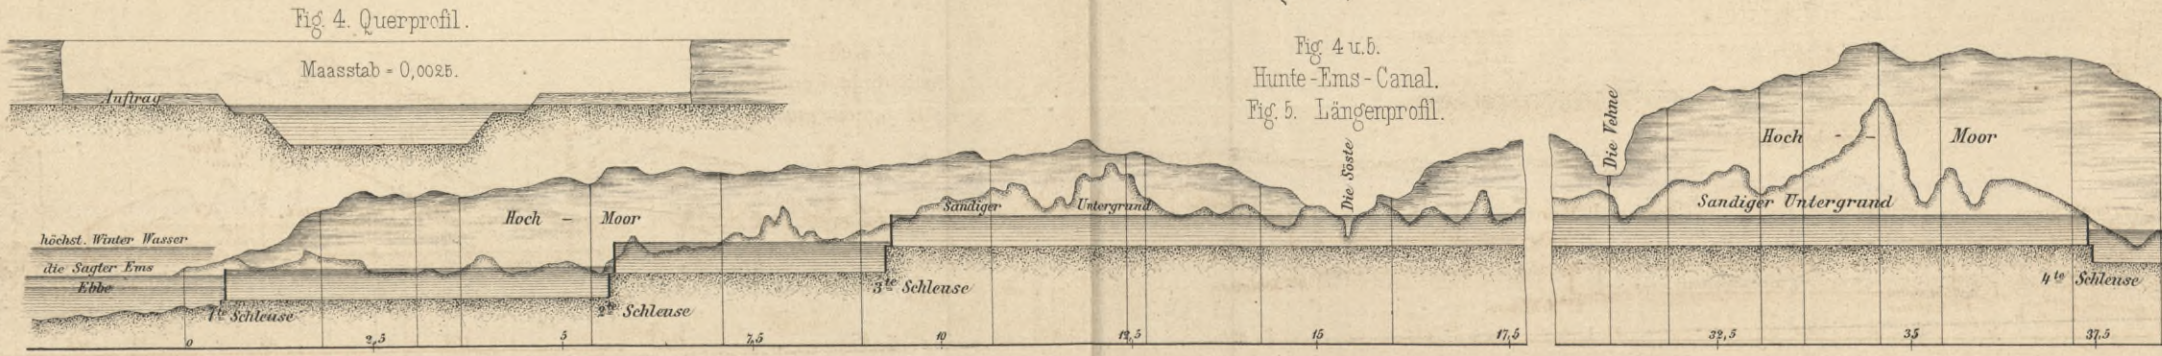 Fig. 4. Querprofil.
Maasstab = 0,0025.
Auftrag
Fig. 4 u. 5.
Hunte-Ems-Canal.
Fig. 5. Längenprofil.
Die Söste
Die Vehne
Hoch - Moor
Hoch - - Moor
Sandiger Untergrund
Sandiger Untergrund
höchst. Winter Wasser
die Sagter Ems
Ebbe
1te Schleuse
2te Schleuse
3te Schleuse
4te Schleuse
0 2,5 5 7,5 10 12,5 15 17,5 32,5 35 37,5